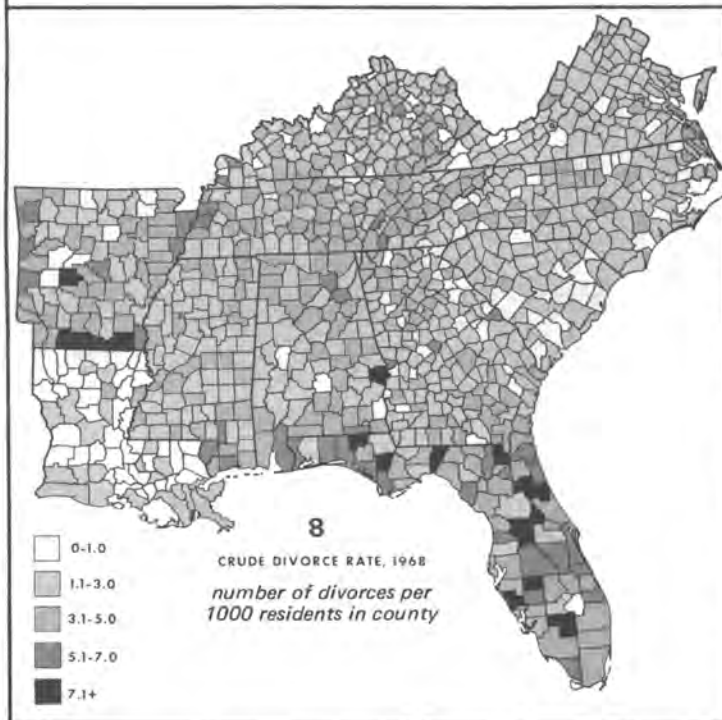 8
CRUDE DIVORCE RATE, 1968
number of divorces per
1000 residents in county
0-1.0
1.1-3.0
3.1-5.0
5.1-7.0
7.1+